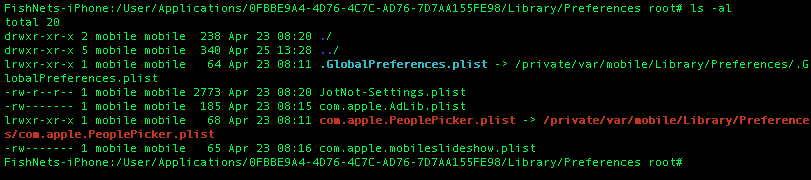 FishNets-iPhone:/User/Applications/0FBBE9A4-4D76-4C7C-AD76-7D7AA155FE98/Library/Preferences root# ls -al
total 20
drwxr-xr-x 2 mobile mobile  238 Apr 23 08:20 ./
drwxr-xr-x 5 mobile mobile  340 Apr 25 13:28 ../
lrwxr-xr-x 1 mobile mobile   64 Apr 23 08:11 .GlobalPreferences.plist -> /private/var/mobile/Library/Preferences/.G
lobalPreferences.plist
-rw-r--r-- 1 mobile mobile 2773 Apr 23 08:20 JotNot-Settings.plist
-rw------- 1 mobile mobile  185 Apr 23 08:15 com.apple.AdLib.plist
lrwxr-xr-x 1 mobile mobile   68 Apr 23 08:11 com.apple.PeoplePicker.plist -> /private/var/mobile/Library/Preference
s/com.apple.PeoplePicker.plist
-rw------- 1 mobile mobile   65 Apr 23 08:16 com.apple.mobileslideshow.plist
FishNets-iPhone:/User/Applications/0FBBE9A4-4D76-4C7C-AD76-7D7AA155FE98/Library/Preferences root#